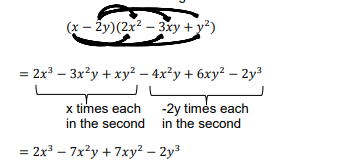 (x – 2y)(2x² – 3xy + y²)
= 2x³ – 3x²y + xy² – 4x²y + 6xy² – 2y³
x times each -2y times each
in the second in the second
= 2x³ – 7x²y + 7xy² – 2y³